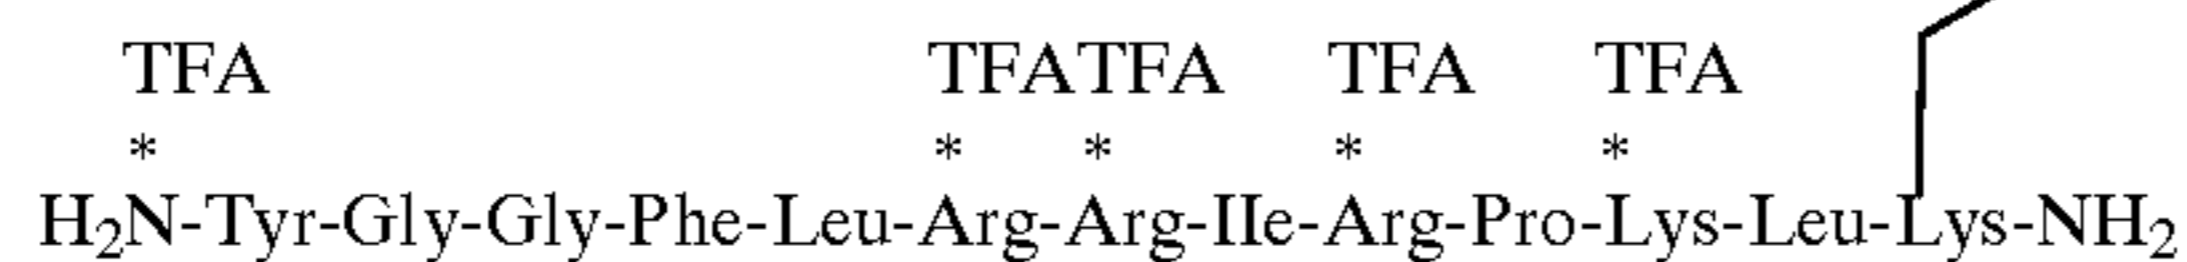 TFA TFATFA TFA TFA
* * * * *
H₂N-Tyr-Gly-Gly-Phe-Leu-Arg-Arg-IIe-Arg-Pro-Lys-Leu-Lys-NH₂